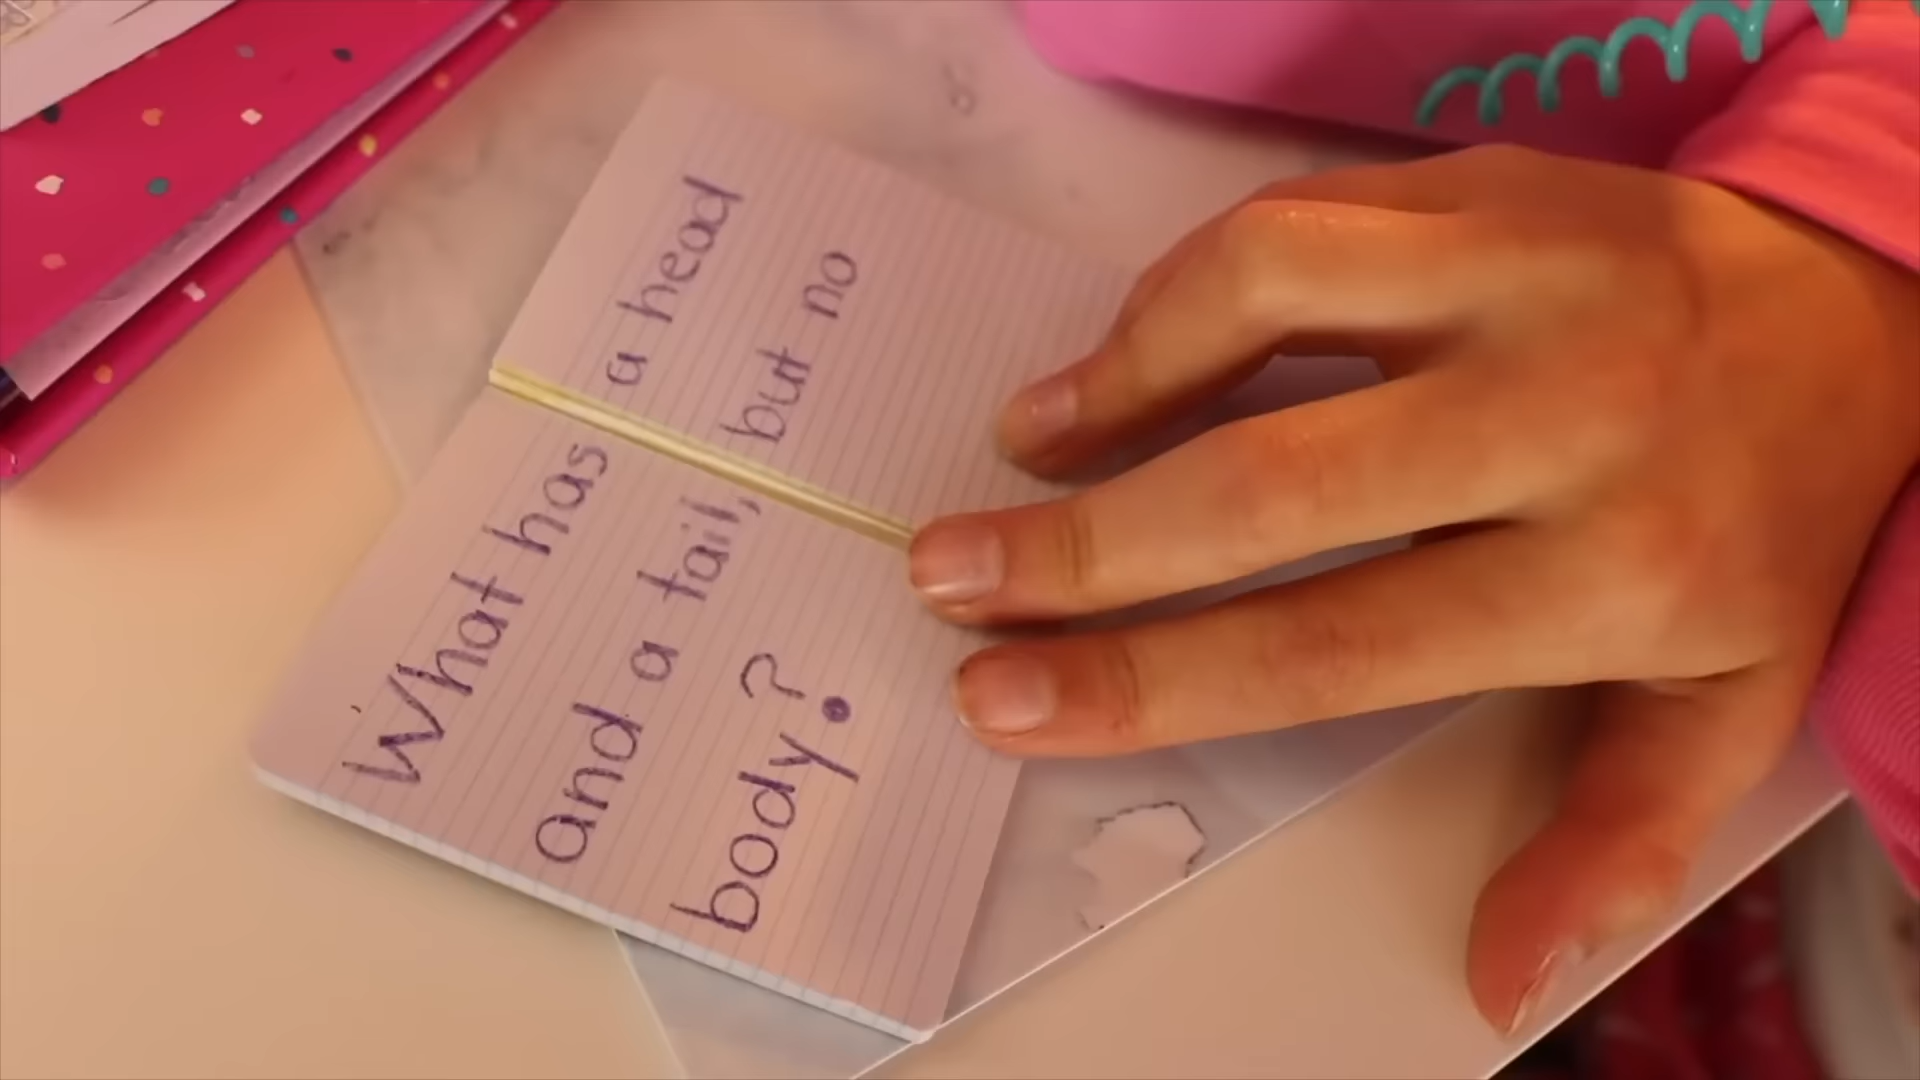 What has a head
and a tail, but no
body?